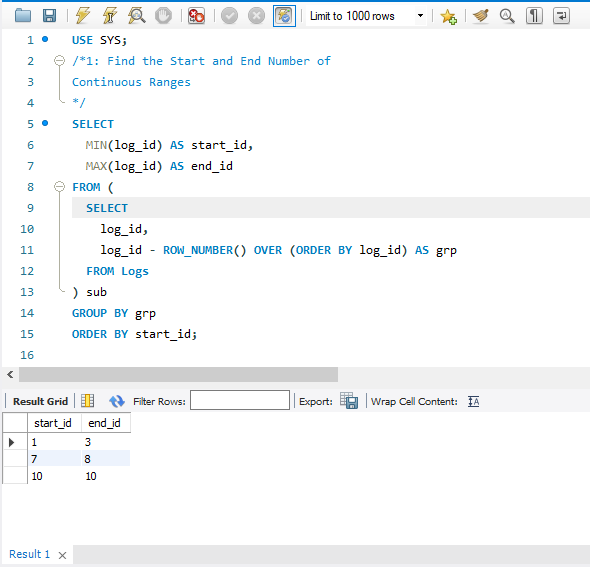 Limit to 1000 rows
1 USE SYS;
2 /*1: Find the Start and End Number of
3 Continuous Ranges
4 */
5 SELECT
6 MIN(log_id) AS start_id,
7 MAX(log_id) AS end_id
8 FROM (
9 SELECT
10 log_id,
11 log_id - ROW_NUMBER() OVER (ORDER BY log_id) AS grp
12 FROM Logs
13 ) sub
14 GROUP BY grp
15 ORDER BY start_id;
16
Result Grid Filter Rows: Export: Wrap Cell Content:
start_id end_id
1 3
7 8
10 10
Result 1